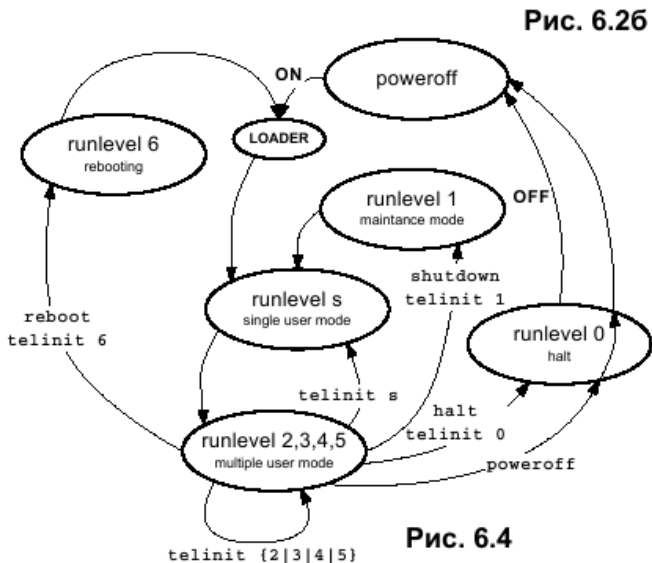 Рис. 6.2б
ON
poweroff
LOADER
runlevel 6
rebooting
runlevel 1
maintance mode
OFF
shutdown
telinit 1
runlevel s
single user mode
reboot
telinit 6
runlevel 0
halt
telinit s
halt
telinit 0
runlevel 2,3,4,5
multiple user mode
poweroff
Рис. 6.4
telinit {2|3|4|5}